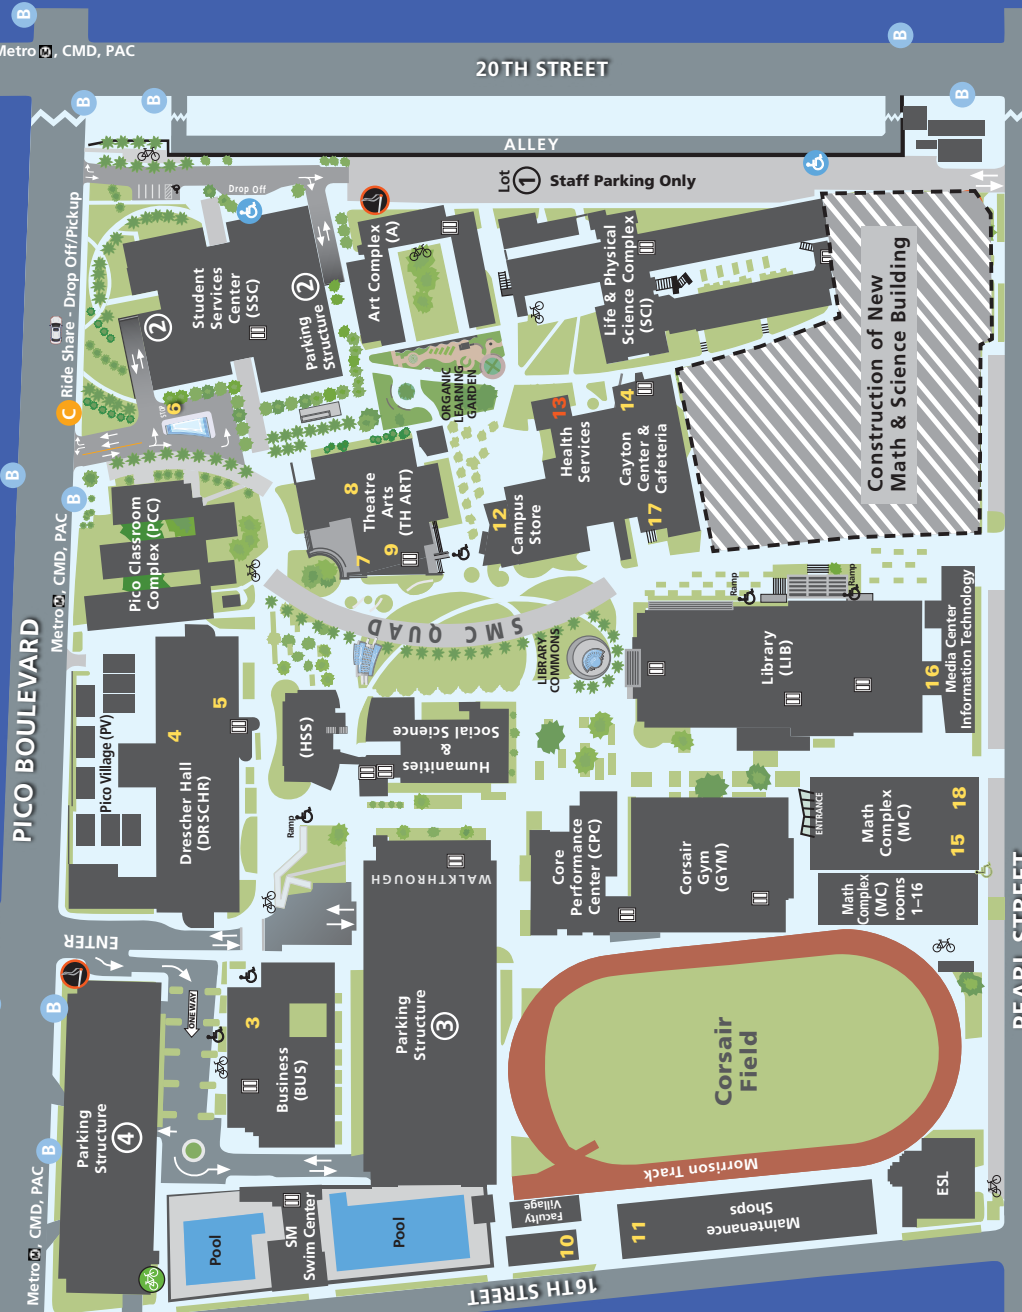 B
B
Metro M, CMD, PAC
20TH STREET
B
B
B
ALLEY
Lot 1 Staff Parking Only
Drop Off
Ride Share - Drop Off/Pickup
C
Student
Services
Center
(SSC)
2
2
Parking
Structure
Art Complex
(A)
Life & Physical
Science Complex
(SCI)
Construction of New
Math & Science Building
ORGANIC
LEARNING
GARDEN
6
B
B
Metro M, CMD, PAC
PICO BOULEVARD
Pico Classroom
Complex (PCC)
8
Theatre
Arts
(TH ART)
7
9
12
Campus
Store
13
Health
Services
14
Cayton
Center &
Cafeteria
17
SMC QUAD
LIBRARY
COMMONS
Ramp
Ramp
Library
(LIB)
16
Media Center
Information Technology
Pico Village (PV)
4
5
Drescher Hall
(DRSCHR)
(HSS)
Humanities
&
Social Science
Ramp
WALKTHROUGH
Core
Performance
Center (CPC)
Corsair
Gym
(GYM)
ENTRANCE
Math
Complex
(MC)
15
18
Math
Complex
(MC)
rooms
1–16
PEARL STREET
ENTER
B
ONE WAY
3
Business
(BUS)
Parking
Structure
3
Corsair
Field
Morrison Track
Parking
Structure
4
B
Metro M, CMD, PAC
Pool
SM
Swim Center
Pool
Faculty
Village
10
11
Maintenance
Shops
ESL
16TH STREET